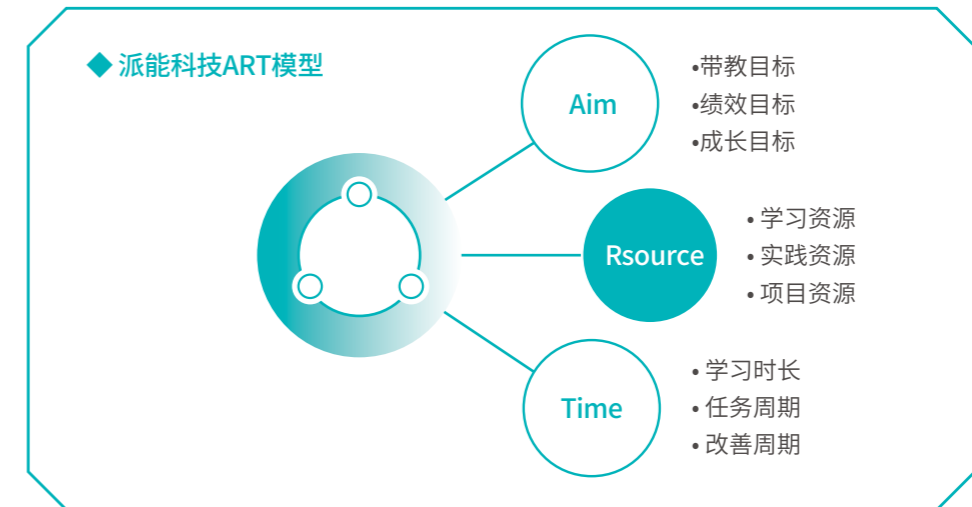 ◆ 派能科技ART模型
Aim
•带教目标
•绩效目标
•成长目标
Rsource
• 学习资源
• 实践资源
• 项目资源
Time
• 学习时长
• 任务周期
• 改善周期